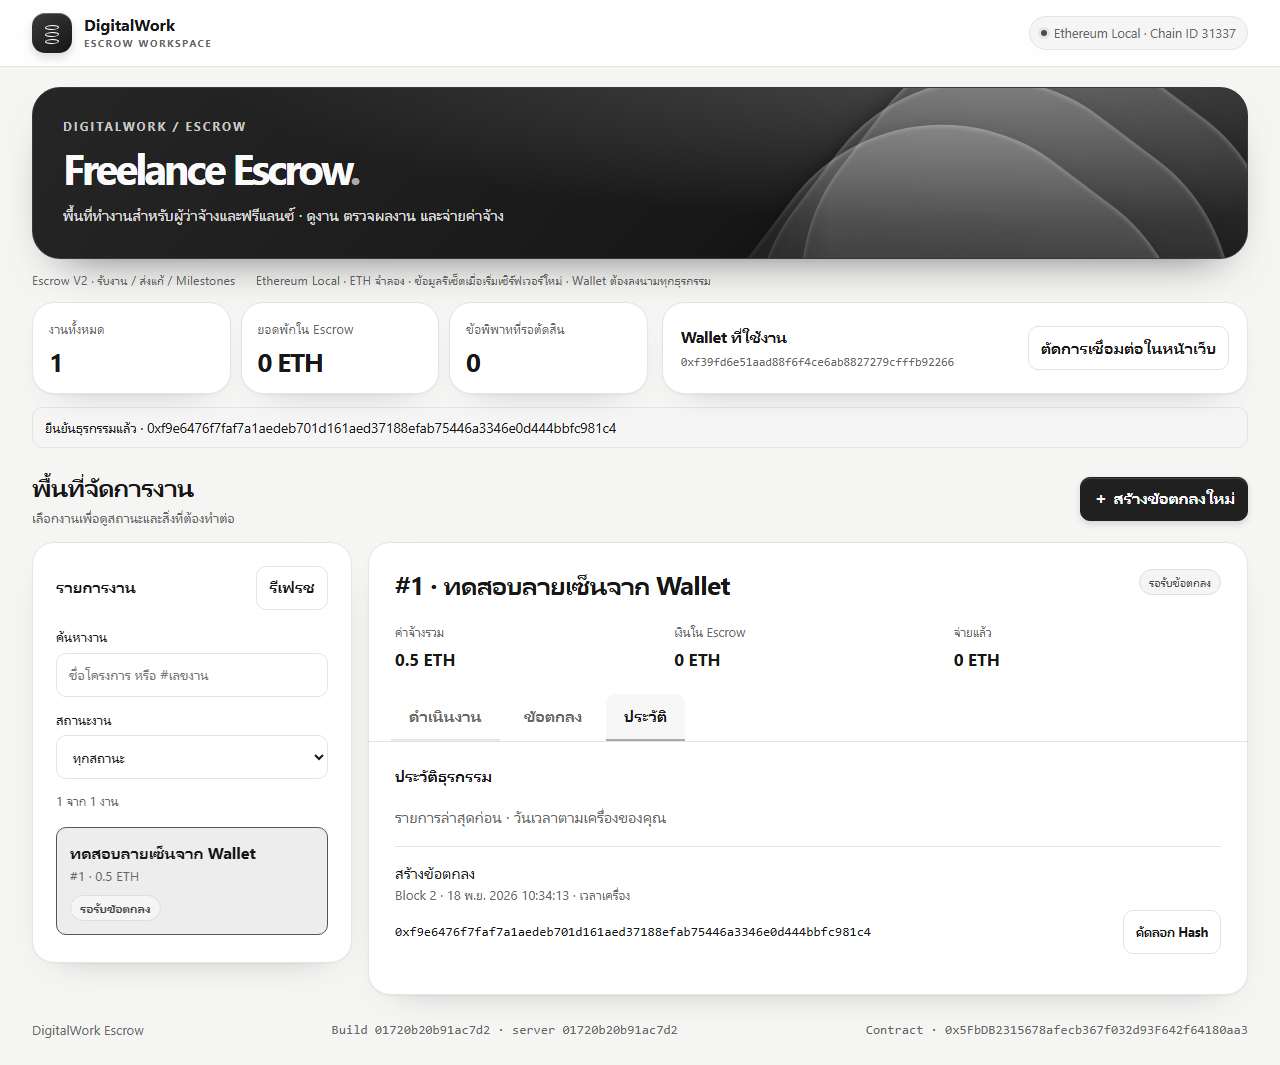 DigitalWork
ESCROW WORKSPACE
Ethereum Local · Chain ID 31337
DIGITALWORK / ESCROW
Freelance Escrow.
พื้นที่ทำงานสำหรับผู้ว่าจ้างและฟรีแลนซ์ · ดูงาน ตรวจผลงาน และจ่ายค่าจ้าง
Escrow V2 · รับงาน / ส่งแก้ / Milestones
Ethereum Local · ETH จำลอง · ข้อมูลรีเซ็ตเมื่อเริ่มเซิร์ฟเวอร์ใหม่ · Wallet ต้องลงนามทุกธุรกรรม
งานทั้งหมด
1
ยอดพักใน Escrow
0 ETH
ข้อพิพาทที่รอตัดสิน
0
Wallet ที่ใช้งาน
0xf39fd6e51aad88f6f4ce6ab8827279cfffb92266
ตัดการเชื่อมต่อในหน้าเว็บ
ยืนยันธุรกรรมแล้ว · 0xf9e6476f7faf7a1aedeb701d161aed37188efab75446a3346e0d444bbfc981c4
พื้นที่จัดการงาน
เลือกงานเพื่อดูสถานะและสิ่งที่ต้องทำต่อ
+ สร้างข้อตกลงใหม่
รายการงาน
รีเฟรช
ค้นหางาน
ชื่อโครงการ หรือ #เลขงาน
สถานะงาน
ทุกสถานะ
1 จาก 1 งาน
ทดสอบลายเซ็นจาก Wallet
#1 · 0.5 ETH
รอรับข้อตกลง
#1 · ทดสอบลายเซ็นจาก Wallet
รอรับข้อตกลง
ค่าจ้างรวม
0.5 ETH
เงินใน Escrow
0 ETH
จ่ายแล้ว
0 ETH
ดำเนินงาน
ข้อตกลง
ประวัติ
ประวัติธุรกรรม
รายการล่าสุดก่อน · วันเวลาตามเครื่องของคุณ
สร้างข้อตกลง
Block 2 · 18 พ.ย. 2026 10:34:13 · เวลาเครื่อง
0xf9e6476f7faf7a1aedeb701d161aed37188efab75446a3346e0d444bbfc981c4
คัดลอก Hash
DigitalWork Escrow
Build 01720b20b91ac7d2 · server 01720b20b91ac7d2
Contract · 0x5FbDB2315678afecb367f032d93F642f64180aa3